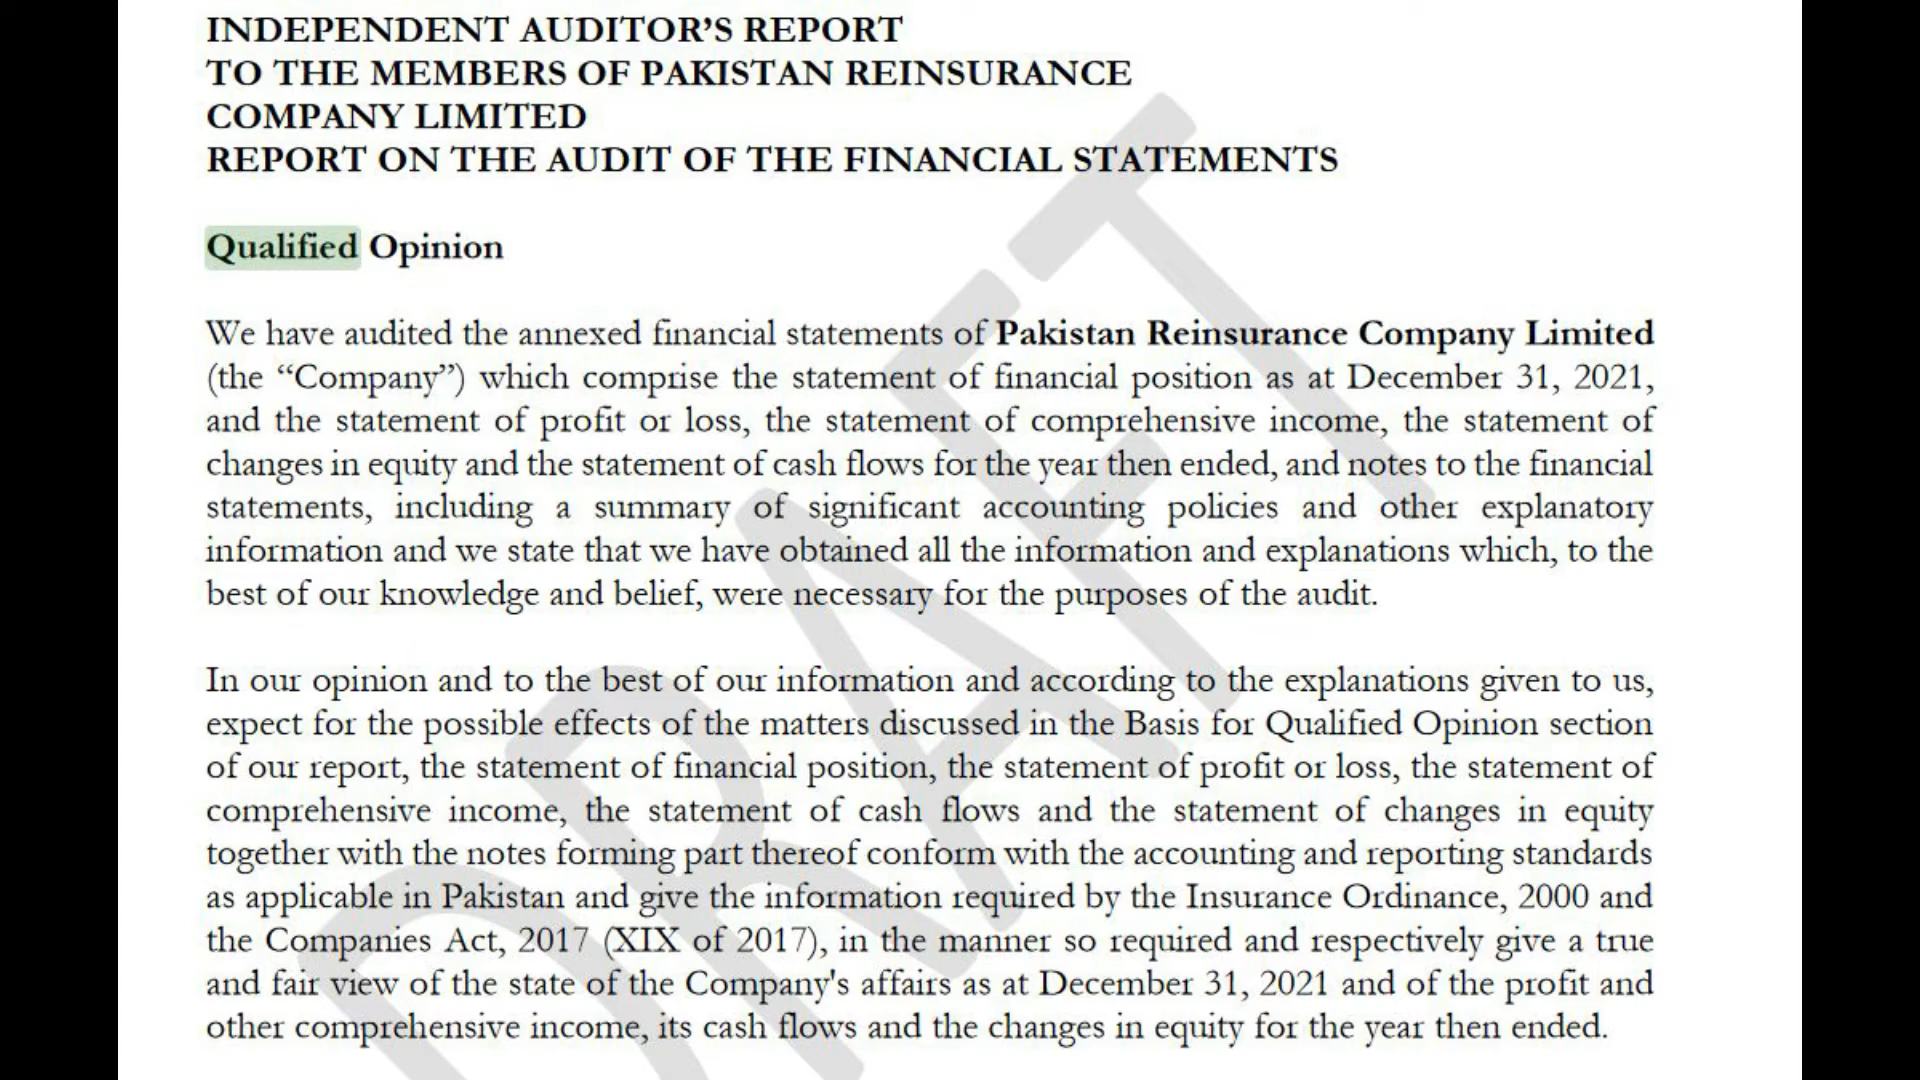 INDEPENDENT AUDITOR’S REPORT
TO THE MEMBERS OF PAKISTAN REINSURANCE
COMPANY LIMITED
REPORT ON THE AUDIT OF THE FINANCIAL STATEMENTS
Qualified Opinion
We have audited the annexed financial statements of Pakistan Reinsurance Company Limited
(the “Company”) which comprise the statement of financial position as at December 31, 2021,
and the statement of profit or loss, the statement of comprehensive income, the statement of
changes in equity and the statement of cash flows for the year then ended, and notes to the financial
statements, including a summary of significant accounting policies and other explanatory
information and we state that we have obtained all the information and explanations which, to the
best of our knowledge and belief, were necessary for the purposes of the audit.
In our opinion and to the best of our information and according to the explanations given to us,
expect for the possible effects of the matters discussed in the Basis for Qualified Opinion section
of our report, the statement of financial position, the statement of profit or loss, the statement of
comprehensive income, the statement of cash flows and the statement of changes in equity
together with the notes forming part thereof conform with the accounting and reporting standards
as applicable in Pakistan and give the information required by the Insurance Ordinance, 2000 and
the Companies Act, 2017 (XIX of 2017), in the manner so required and respectively give a true
and fair view of the state of the Company's affairs as at December 31, 2021 and of the profit and
other comprehensive income, its cash flows and the changes in equity for the year then ended.
DRAFT